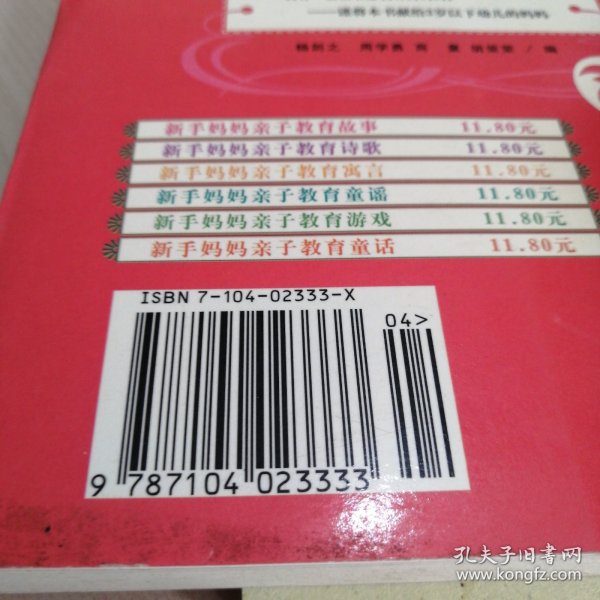 ——谨将本书献给3岁以下幼儿的妈妈
/ 编
新手妈妈亲子教育故事 11.80元
新手妈妈亲子教育诗歌 11.80元
新手妈妈亲子教育寓言 11.80元
新手妈妈亲子教育童谣 11.80元
新手妈妈亲子教育游戏 11.80元
新手妈妈亲子教育童话 11.80元
ISBN 7-104-02333-X
04>
9 787104 023333
孔夫子旧书网
www.kongfz.com